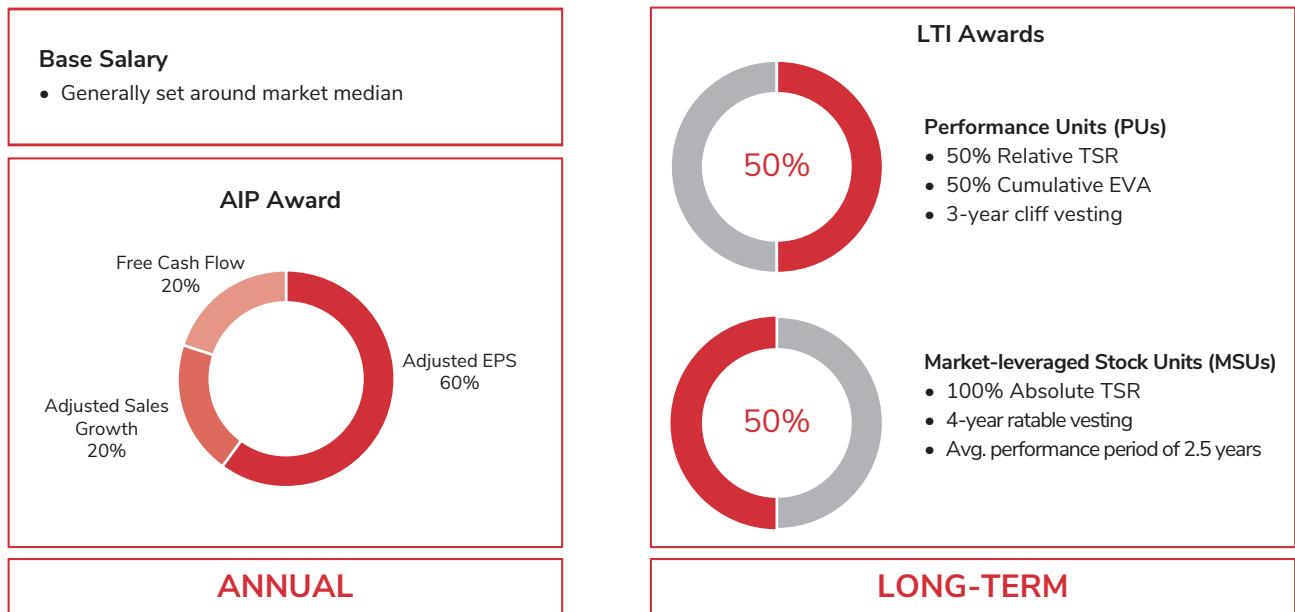 Base Salary
• Generally set around market median
AIP Award
Free Cash Flow
20%
Adjusted EPS
60%
Adjusted Sales
Growth
20%
ANNUAL
LTI Awards
50%
Performance Units (PUs)
• 50% Relative TSR
• 50% Cumulative EVA
• 3-year cliff vesting
50%
Market-leveraged Stock Units (MSUs)
• 100% Absolute TSR
• 4-year ratable vesting
• Avg. performance period of 2.5 years
LONG-TERM